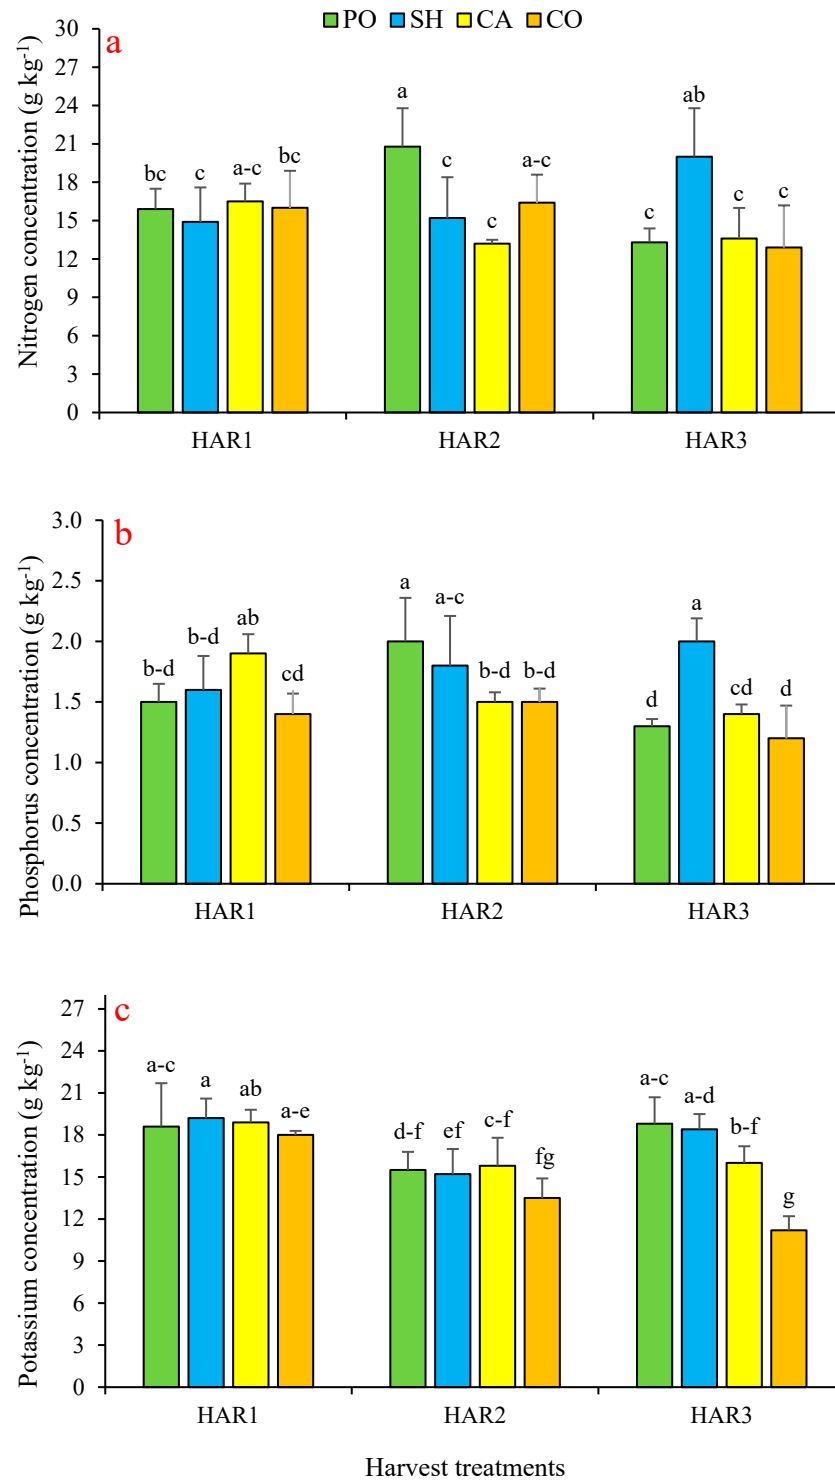 PO SH CA CO
a
Nitrogen concentration (g kg⁻¹)
30
27
24
21
18
15
12
9
6
3
0
bc c a-c bc
a c c a-c
c ab c c
HAR1 HAR2 HAR3
b
Phosphorus concentration (g kg⁻¹)
3.0
2.5
2.0
1.5
1.0
0.5
0.0
b-d b-d ab cd
a a-c b-d b-d
d a cd d
HAR1 HAR2 HAR3
c
Potassium concentration (g kg⁻¹)
27
24
21
18
15
12
9
6
3
0
a-c a ab a-e
d-f ef c-f fg
a-c a-d b-f g
HAR1 HAR2 HAR3
Harvest treatments